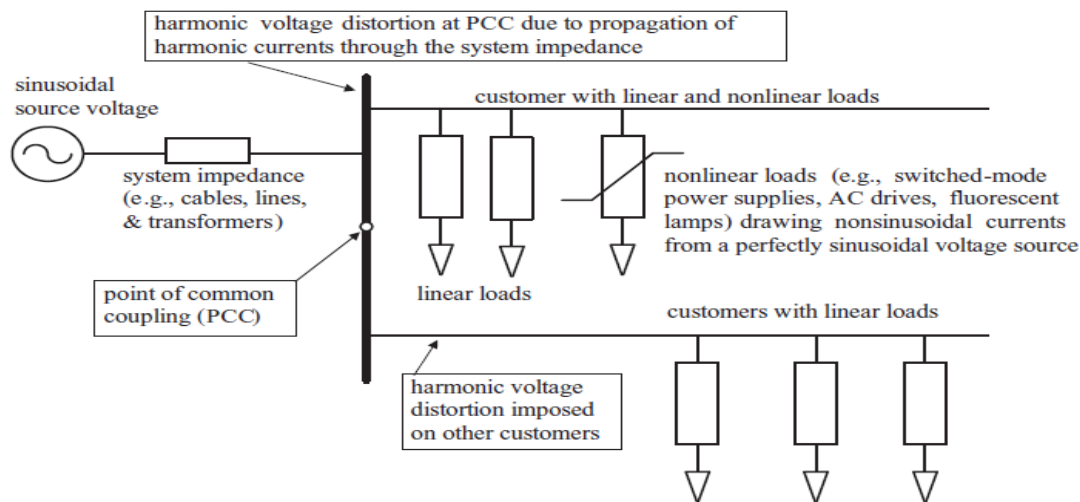 harmonic voltage distortion at PCC due to propagation of
harmonic currents through the system impedance
sinusoidal
source voltage
customer with linear and nonlinear loads
system impedance
(e.g., cables, lines,
& transformers)
nonlinear loads (e.g., switched-mode
power supplies, AC drives, fluorescent
lamps) drawing nonsinusoidal currents
from a perfectly sinusoidal voltage source
point of common
coupling (PCC)
linear loads
customers with linear loads
harmonic voltage
distortion imposed
on other customers